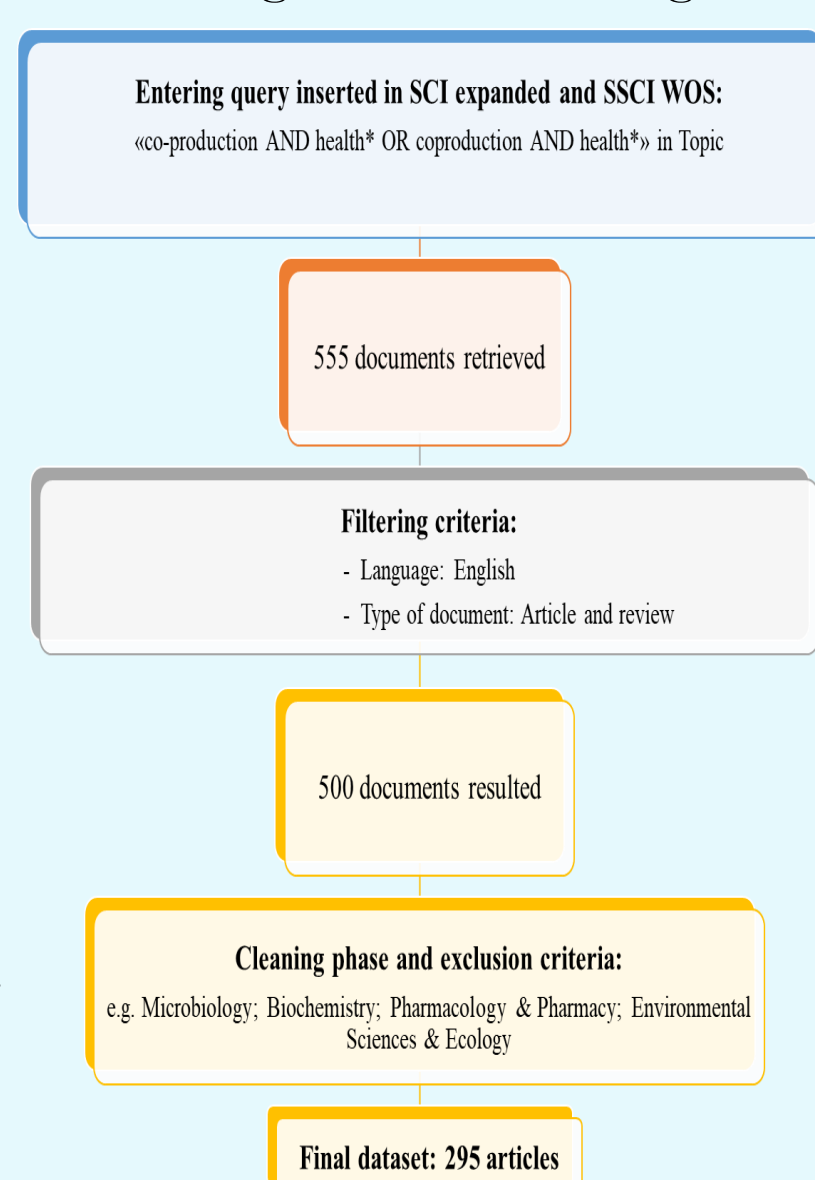 Entering query inserted in SCI expanded and SSCI WOS:
«co-production AND health* OR coproduction AND health*» in Topic
555 documents retrieved
Filtering criteria:
- Language: English
- Type of document: Article and review
500 documents resulted
Cleaning phase and exclusion criteria:
e.g. Microbiology; Biochemistry; Pharmacology & Pharmacy; Environmental
Sciences & Ecology
Final dataset: 295 articles